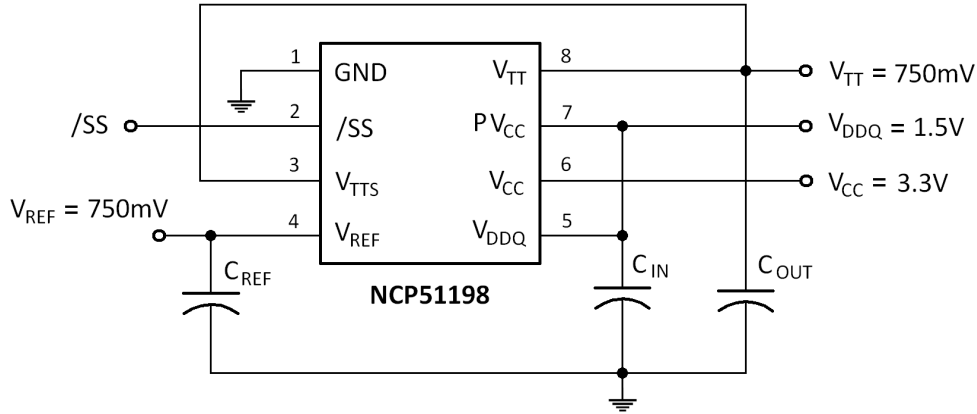 1
GND
V_TT
8
V_TT = 750mV
/SS
2
/SS
PV_CC
7
V_DDQ = 1.5V
3
V_TTS
V_CC
6
V_CC = 3.3V
V_REF = 750mV
4
V_REF
V_DDQ
5
C_REF
C_IN
C_OUT
NCP51198